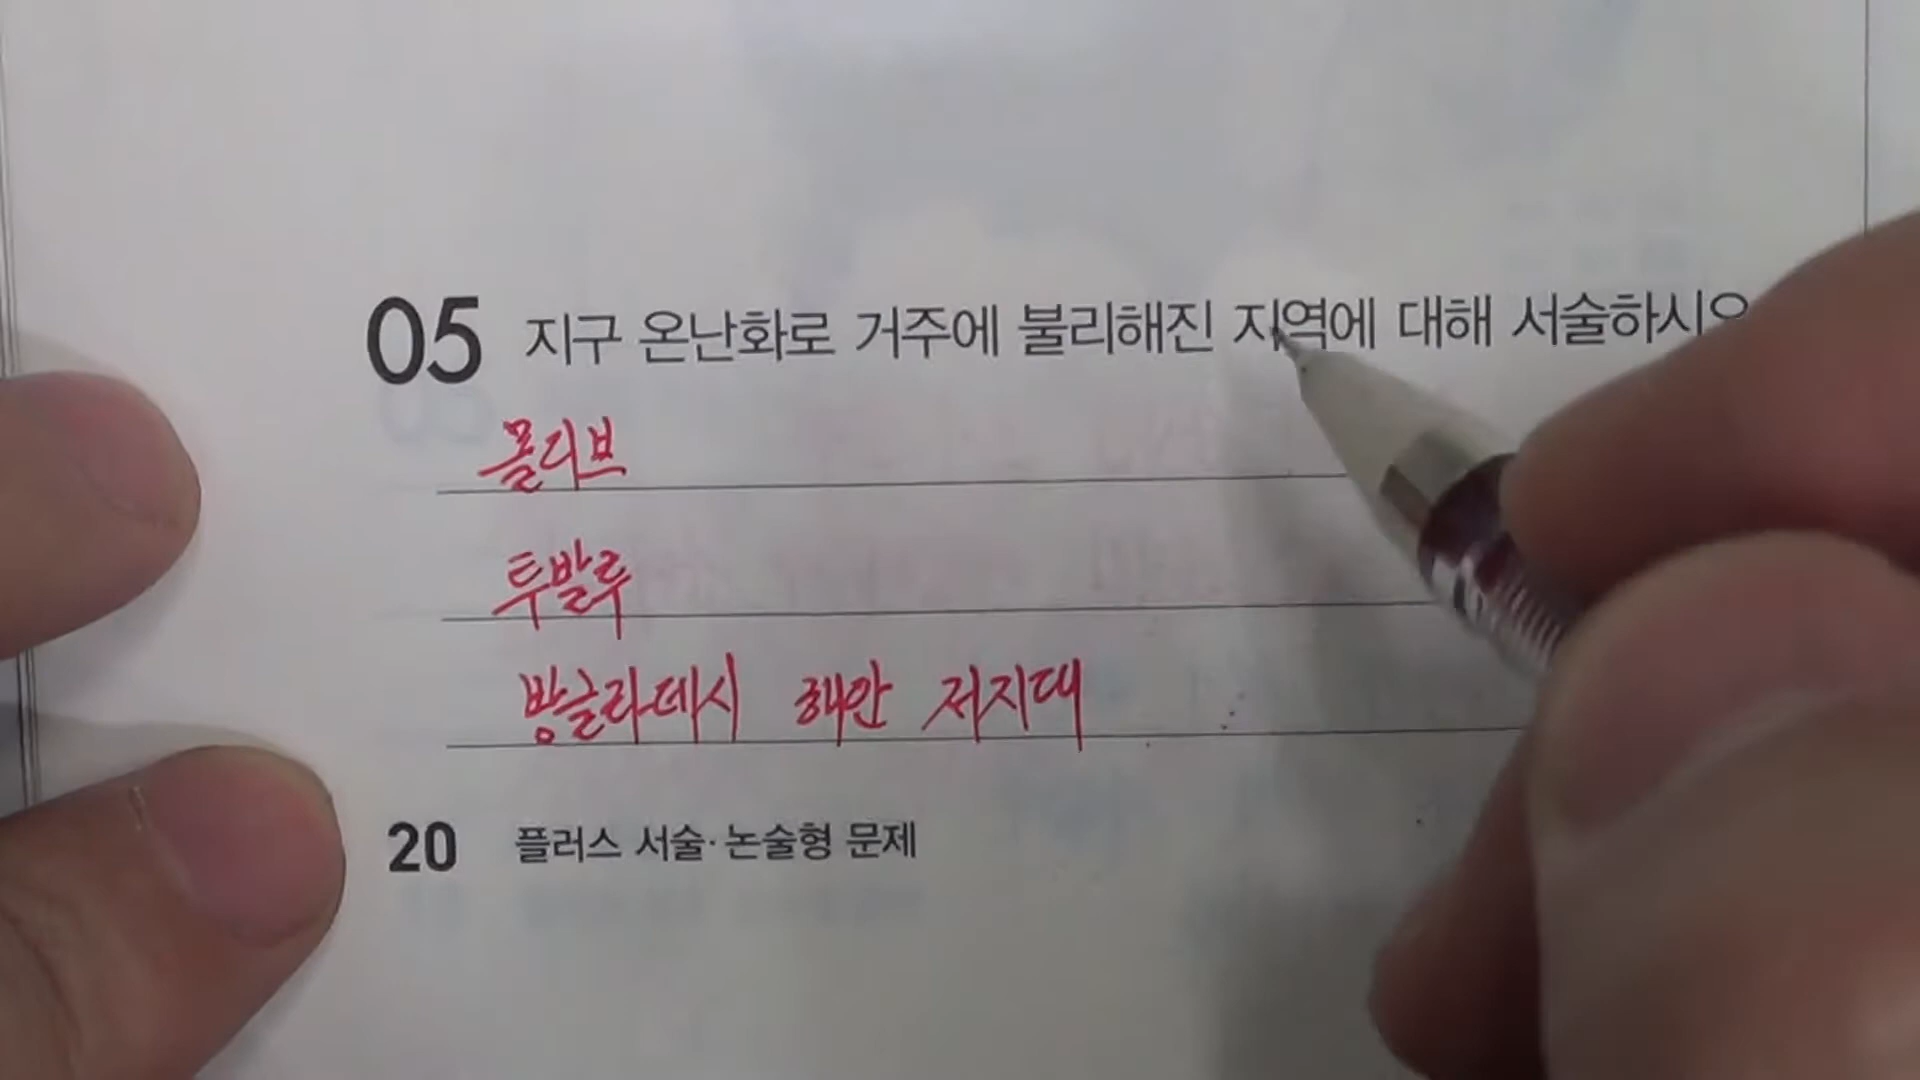 05 지구 온난화로 거주에 불리해진 지역에 대해 서술하시오
몰디브
투발루
방글라데시 해안 저지대
20 플러스 서술·논술형 문제